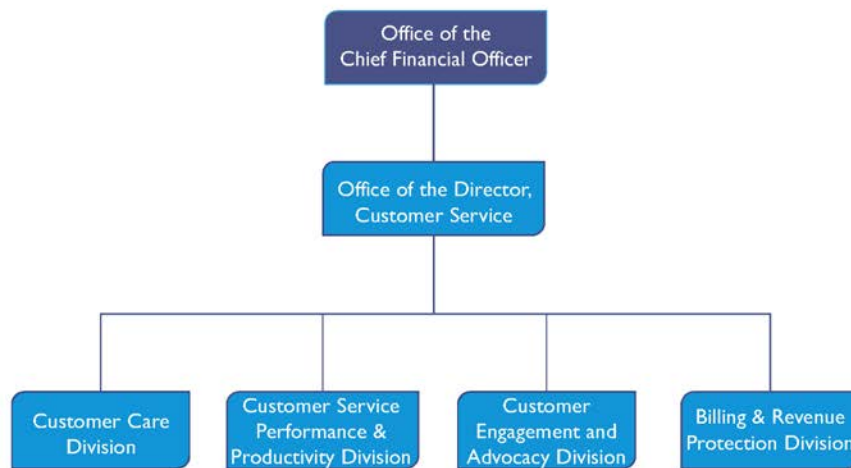 Office of the
Chief Financial Officer
Office of the Director,
Customer Service
Customer Care
Division
Customer Service
Performance &
Productivity Division
Customer
Engagement and
Advocacy Division
Billing & Revenue
Protection Division